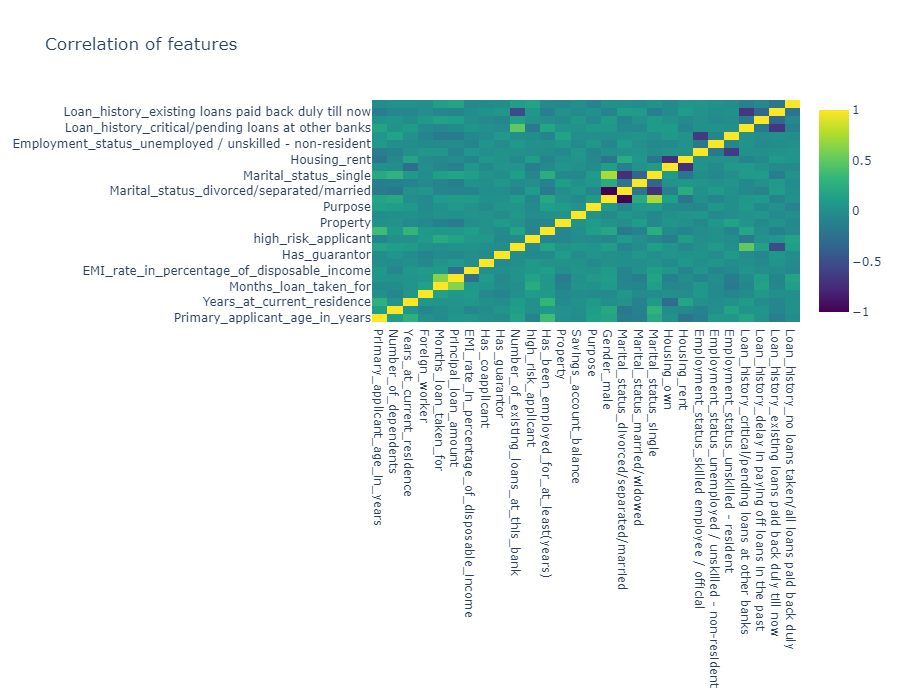 Correlation of features
Loan_history_existing loans paid back duly till now
Loan_history_critical/pending loans at other banks
Employment_status_unemployed / unskilled - non-resident
Housing_rent
Marital_status_single
Marital_status_divorced/separated/married
Purpose
Property
high_risk_applicant
Has_guarantor
EMI_rate_in_percentage_of_disposable_income
Months_loan_taken_for
Years_at_current_residence
Primary_applicant_age_in_years
1
0.5
0
−0.5
−1
Primary_applicant_age_in_years
Number_of_dependents
Years_at_current_residence
Foreign_worker
Months_loan_taken_for
Principal_loan_amount
EMI_rate_in_percentage_of_disposable_income
Has_coapplicant
Has_guarantor
Number_of_existing_loans_at_this_bank
high_risk_applicant
Has_been_employed_for_at_least(years)
Property
Savings_account_balance
Purpose
Gender_male
Marital_status_divorced/separated/married
Marital_status_married/widowed
Marital_status_single
Housing_own
Housing_rent
Employment_status_skilled employee / official
Employment_status_unemployed / unskilled - non-resident
Employment_status_unskilled - resident
Loan_history_critical/pending loans at other banks
Loan_history_delay in paying off loans in the past
Loan_history_existing loans paid back duly till now
Loan_history_no loans taken/all loans paid back duly